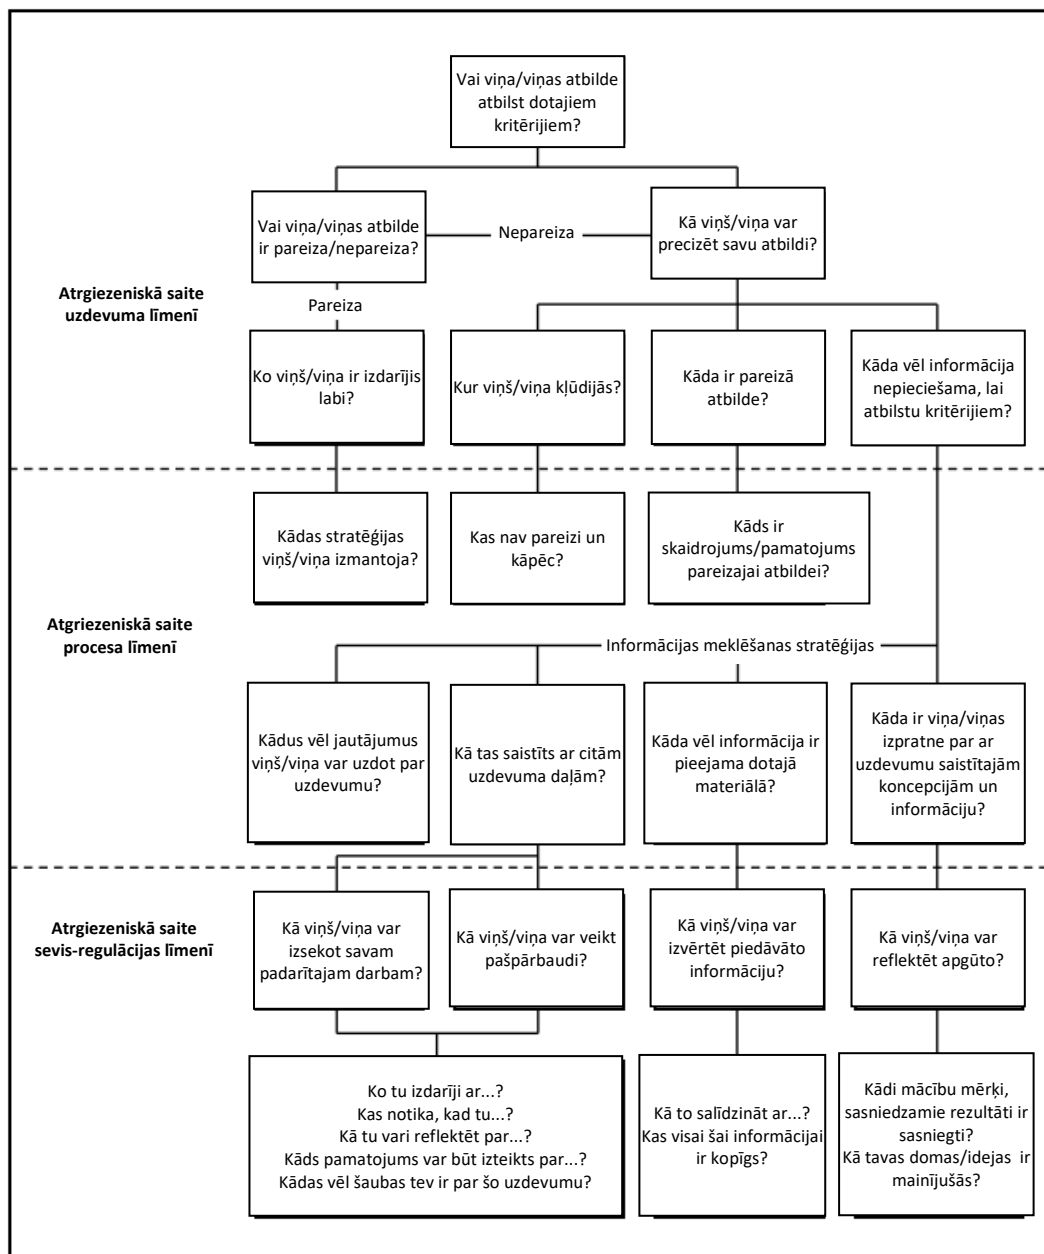 Vai viņa/viņas atbilde
atbilst dotajiem
kritērijiem?
Vai viņa/viņas atbilde
ir pareiza/nepareiza?
Nepareiza
Kā viņš/viņa var
precizēt savu atbildi?
Atrgiezeniskā saite
uzdevuma līmenī
Pareiza
Ko viņš/viņa ir izdarījis
labi?
Kur viņš/viņa kļūdijās?
Kāda ir pareizā
atbilde?
Kāda vēl informācija
nepieciešama, lai
atbilstu kritērijiem?
Kādas stratēģijas
viņš/viņa izmantoja?
Kas nav pareizi un
kāpēc?
Kāds ir
skaidrojums/pamatojums
pareizajai atbildei?
Atgriezeniskā saite
procesa līmenī
Informācijas meklēšanas stratēģijas
Kādus vēl jautājumus
viņš/viņa var uzdot par
uzdevumu?
Kā tas saistīts ar citām
uzdevuma daļām?
Kāda vēl informācija ir
pieejama dotajā
materiālā?
Kāda ir viņa/viņas
izpratne par ar
uzdevumu saistītajām
koncepcijām un
informāciju?
Atrgiezeniskā saite
sevis-regulācijas līmenī
Kā viņš/viņa var
izsekot savam
padarītajam darbam?
Kā viņš/viņa var veikt
pašpārbaudi?
Kā viņš/viņa var
izvērtēt piedāvāto
informāciju?
Kā viņš/viņa var
reflektēt apgūto?
Ko tu izdarīji ar...?
Kas notika, kad tu...?
Kā tu vari reflektēt par...?
Kāds pamatojums var būt izteikts par...?
Kādas vēl šaubas tev ir par šo uzdevumu?
Kā to salīdzināt ar...?
Kas visai šai informācijai
ir kopīgs?
Kādi mācību mērķi,
sasniedzamie rezultāti ir
sasniegti?
Kā tavas domas/idejas ir
mainījušās?